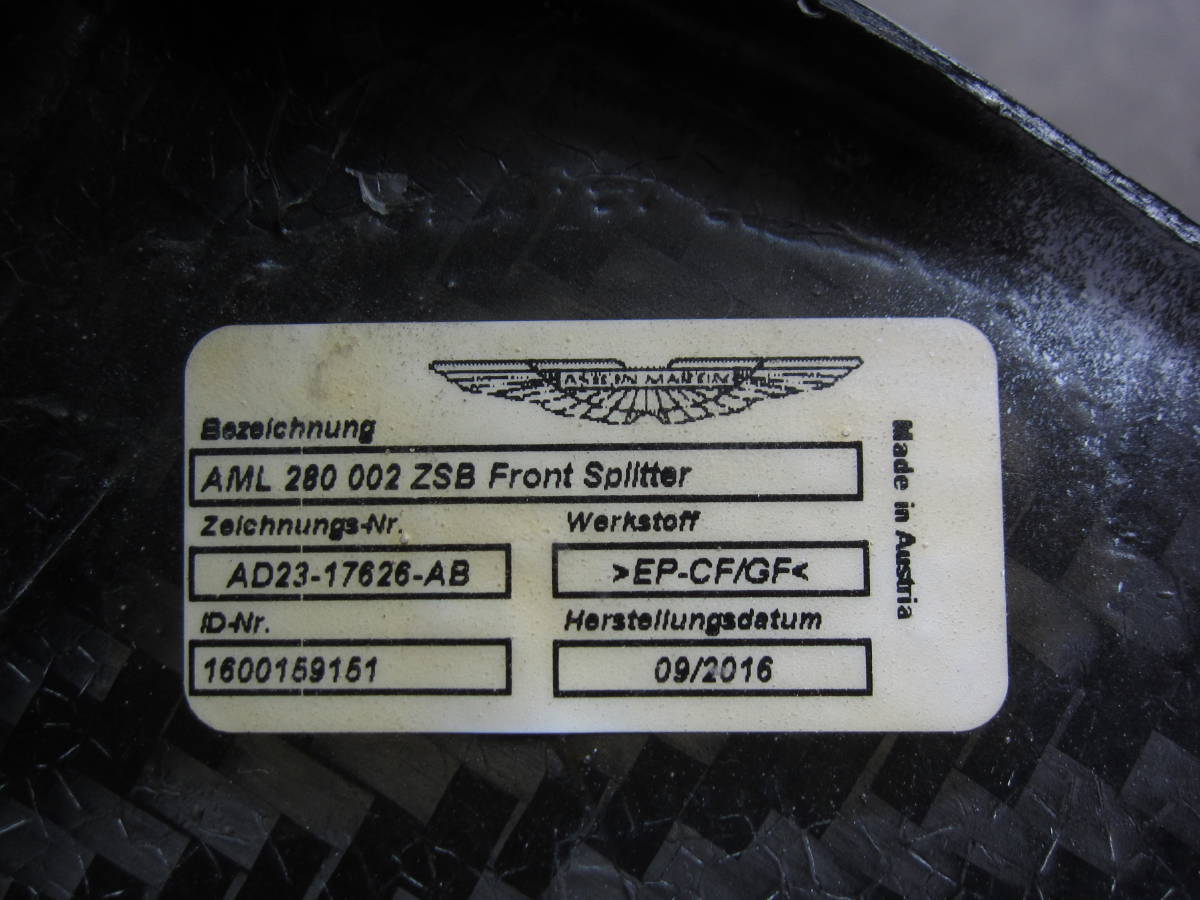 ASTON MARTIN
Bezeichnung
AML 280 002 ZSB Front Splitter
Zeichnungs-Nr.
Werkstoff
AD23-17626-AB
>EP-CF/GF<
ID-Nr.
Herstellungsdatum
1600159151
09/2016
Made in Austria